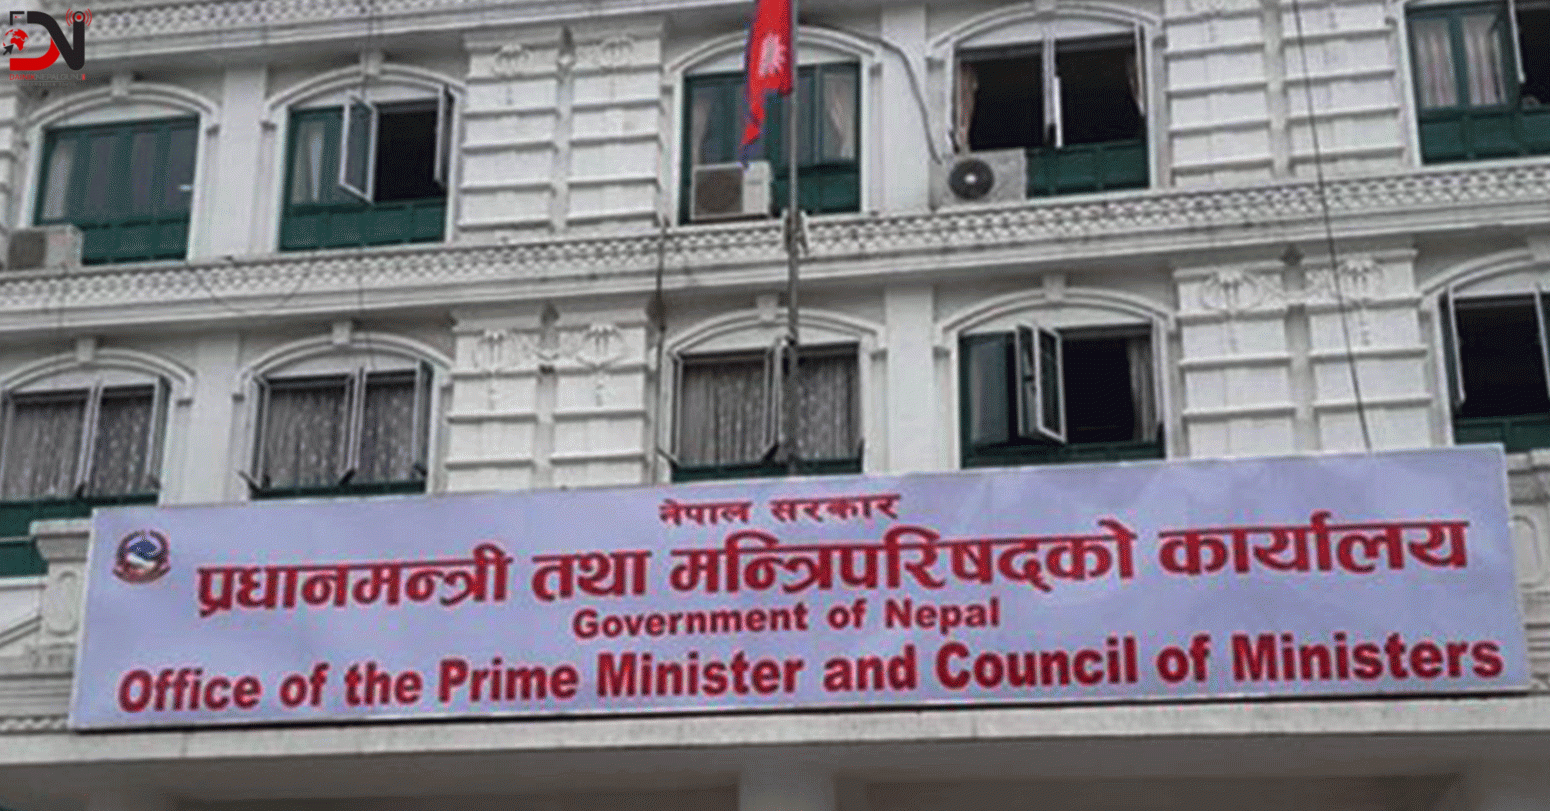 DN
नेपाल सरकार
प्रधानमन्त्री तथा मन्त्रिपरिषद्को कार्यालय
Government of Nepal
Office of the Prime Minister and Council of Ministers